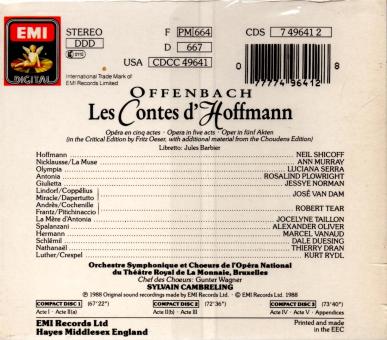 EMI
DIGITAL
STEREO
DDD
International Trade Mark of
EMI Records Limited
F PM 664
D 667
USA CDCC 49641
CDS 7 49641 2
0 77774 96412 8
OFFENBACH
Les Contes d'Hoffmann
Opéra en cinq actes · Opera in five acts · Oper in fünf Akten
(in the Critical Edition by Fritz Oeser, with additional material from the Choudens Edition)
Libretto: Jules Barbier
Hoffmann NEIL SHICOFF
Nicklausse/La Muse ANN MURRAY
Olympia LUCIANA SERRA
Antonia ROSALIND PLOWRIGHT
Giulietta JESSYE NORMAN
Lindorf/Coppélius
Miracle/Dapertutto JOSÉ VAN DAM
Andrès/Cochenille
Frantz/Pitichinaccio ROBERT TEAR
La Mère d'Antonia JOCELYNE TAILLON
Spalanzani ALEXANDER OLIVER
Hermann MARCEL VANAUD
Schlémil DALE DUESING
Nathanaël THIERRY DRAN
Luther/Crespel KURT RYDL
Orchestre Symphonique et Choeurs de l'Opéra National
du Théâtre Royal de La Monnaie, Bruxelles
Chef des Choeurs: Gunter Wagner
SYLVAIN CAMBRELING
℗ 1988 Original sound recordings made by EMI Records Ltd. © EMI Records Ltd. 1988
COMPACT DISC 1 (67'22")
Acte I · Acte II(a)
COMPACT DISC 2 (72'36")
Acte II(b) · Acte III
COMPACT DISC 3 (73'40")
Acte IV · Acte V · Appendices
EMI Records Ltd
Hayes Middlesex England
Printed and made in
the EEC